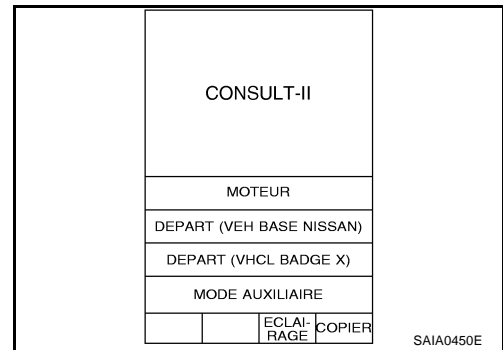 CONSULT-II
MOTEUR
DEPART (VEH BASE NISSAN)
DEPART (VHCL BADGE X)
MODE AUXILIAIRE
ECLAI-
RAGE
COPIER
SAIA0450E